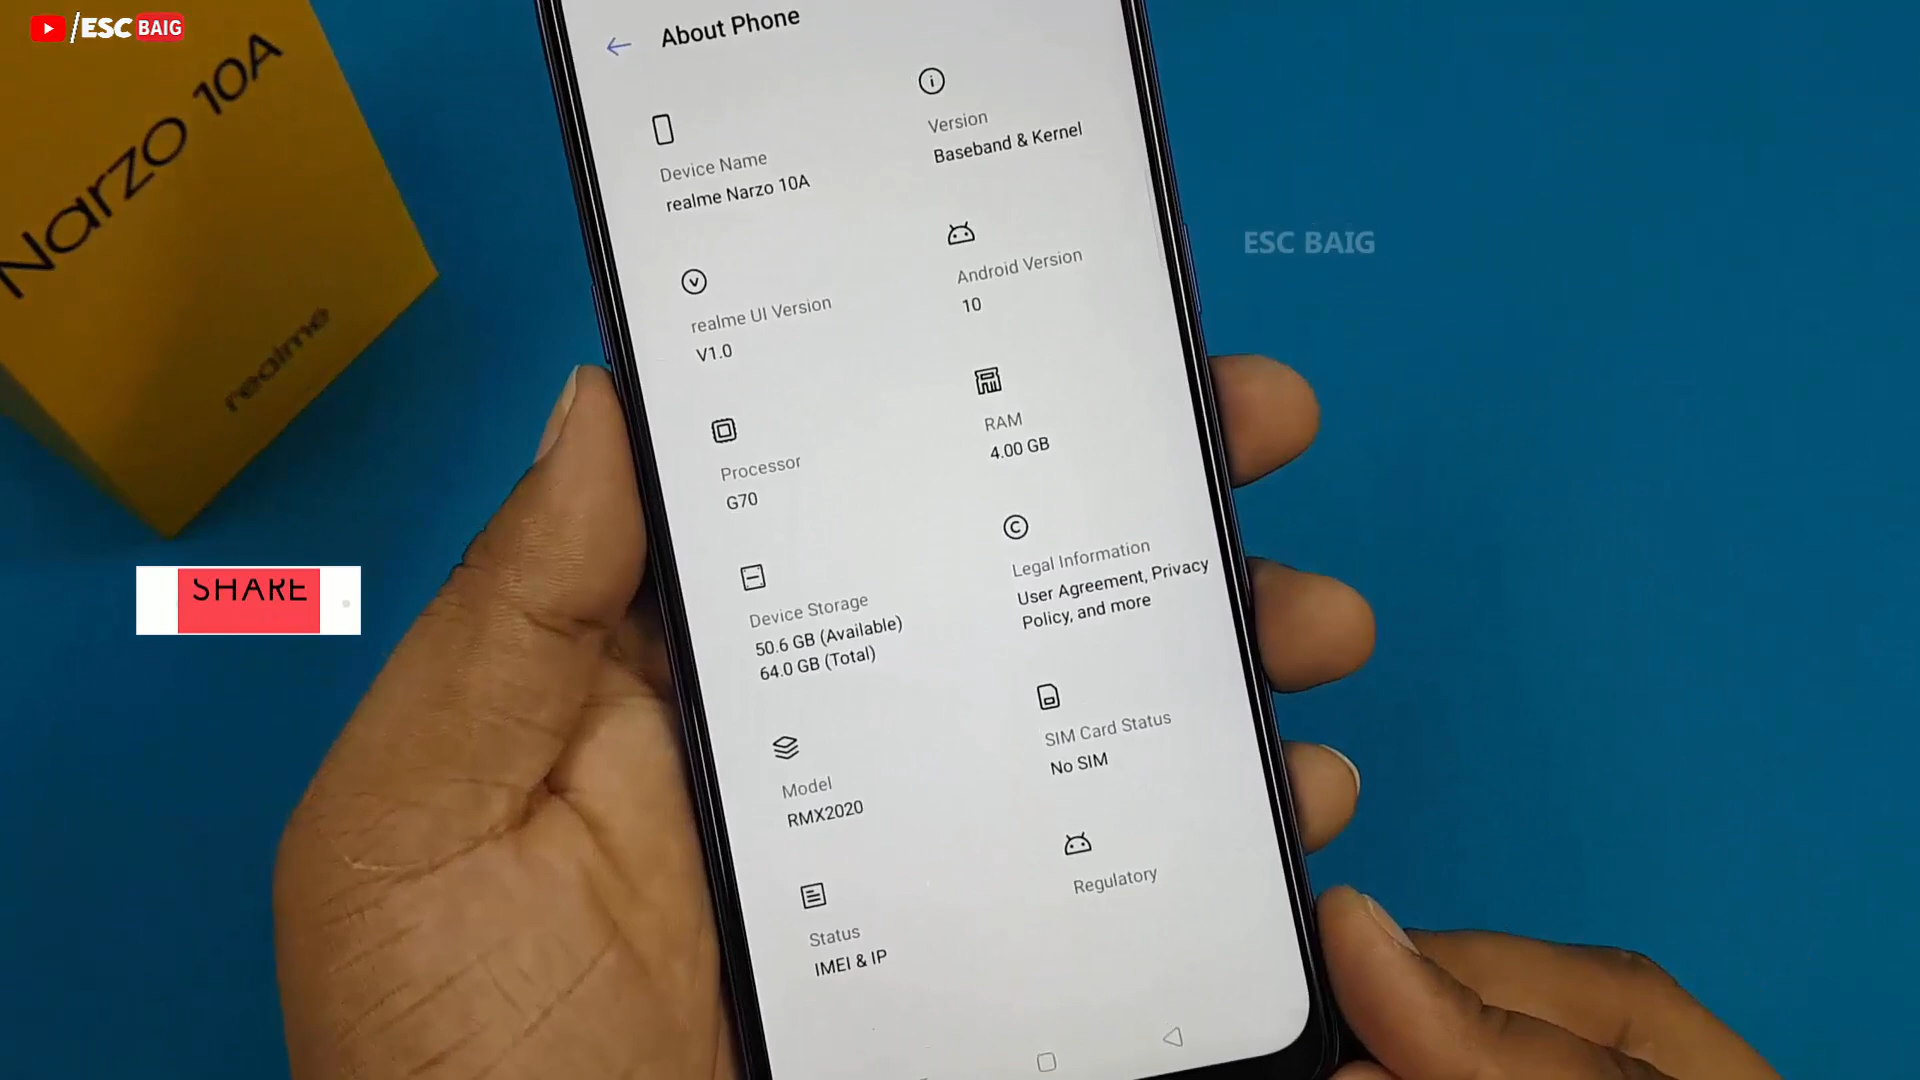 /ESC BAIG
Narzo 10A
realme
About Phone
Device Name
realme Narzo 10A
Version
Baseband & Kernel
realme UI Version
V1.0
Android Version
10
Processor
G70
RAM
4.00 GB
Device Storage
50.6 GB (Available)
64.0 GB (Total)
Legal Information
User Agreement, Privacy
Policy, and more
Model
RMX2020
SIM Card Status
No SIM
Status
IMEI & IP
Regulatory
ESC BAIG
SHARE